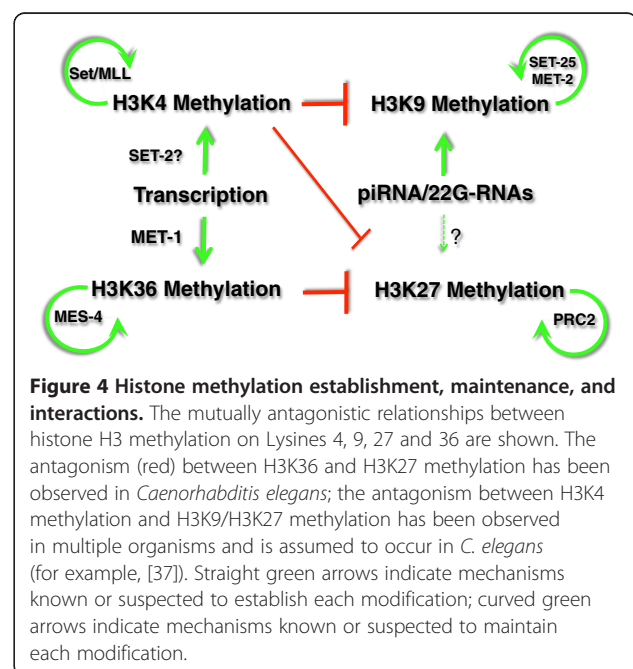 Set/MLL
SET-25
MET-2
H3K4 Methylation
H3K9 Methylation
SET-2?
Transcription
piRNA/22G-RNAs
MET-1
?
H3K36 Methylation
H3K27 Methylation
MES-4
PRC2
Figure 4 Histone methylation establishment, maintenance, and
interactions. The mutually antagonistic relationships between
histone H3 methylation on Lysines 4, 9, 27 and 36 are shown. The
antagonism (red) between H3K36 and H3K27 methylation has been
observed in Caenorhabditis elegans; the antagonism between H3K4
methylation and H3K9/H3K27 methylation has been observed
in multiple organisms and is assumed to occur in C. elegans
(for example, [37]). Straight green arrows indicate mechanisms
known or suspected to establish each modification; curved green
arrows indicate mechanisms known or suspected to maintain
each modification.